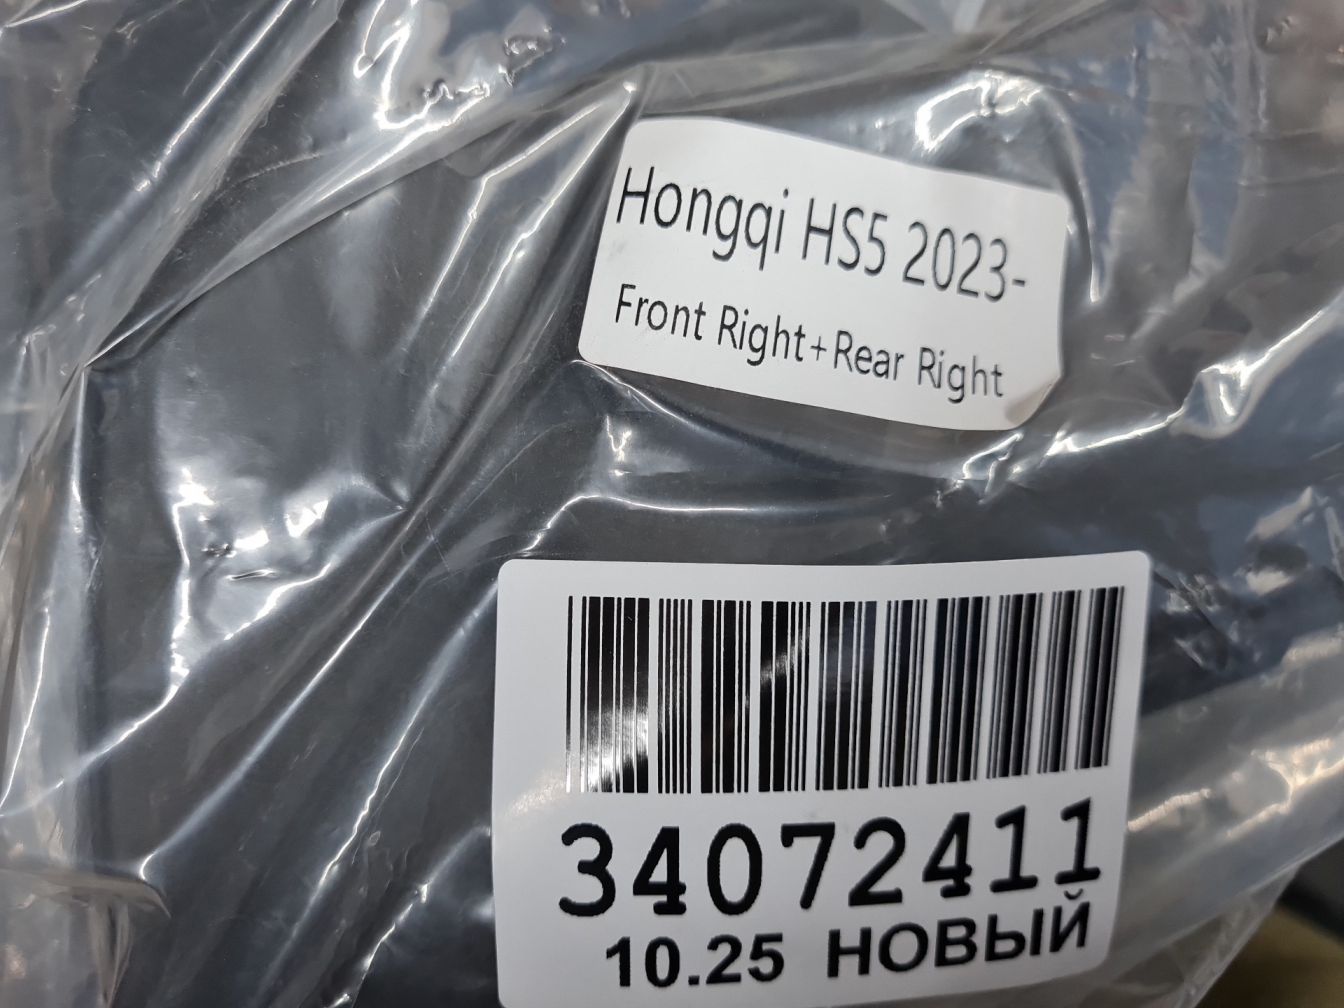 Hongqi HS5 2023-
Front Right+Rear Right
34072411
10.25 НОВЫЙ